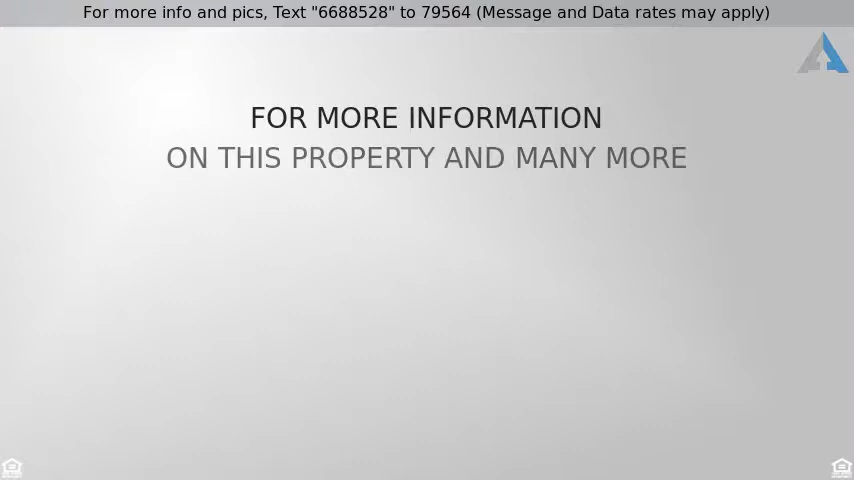 For more info and pics, Text "6688528" to 79564 (Message and Data rates may apply)
FOR MORE INFORMATION
ON THIS PROPERTY AND MANY MORE